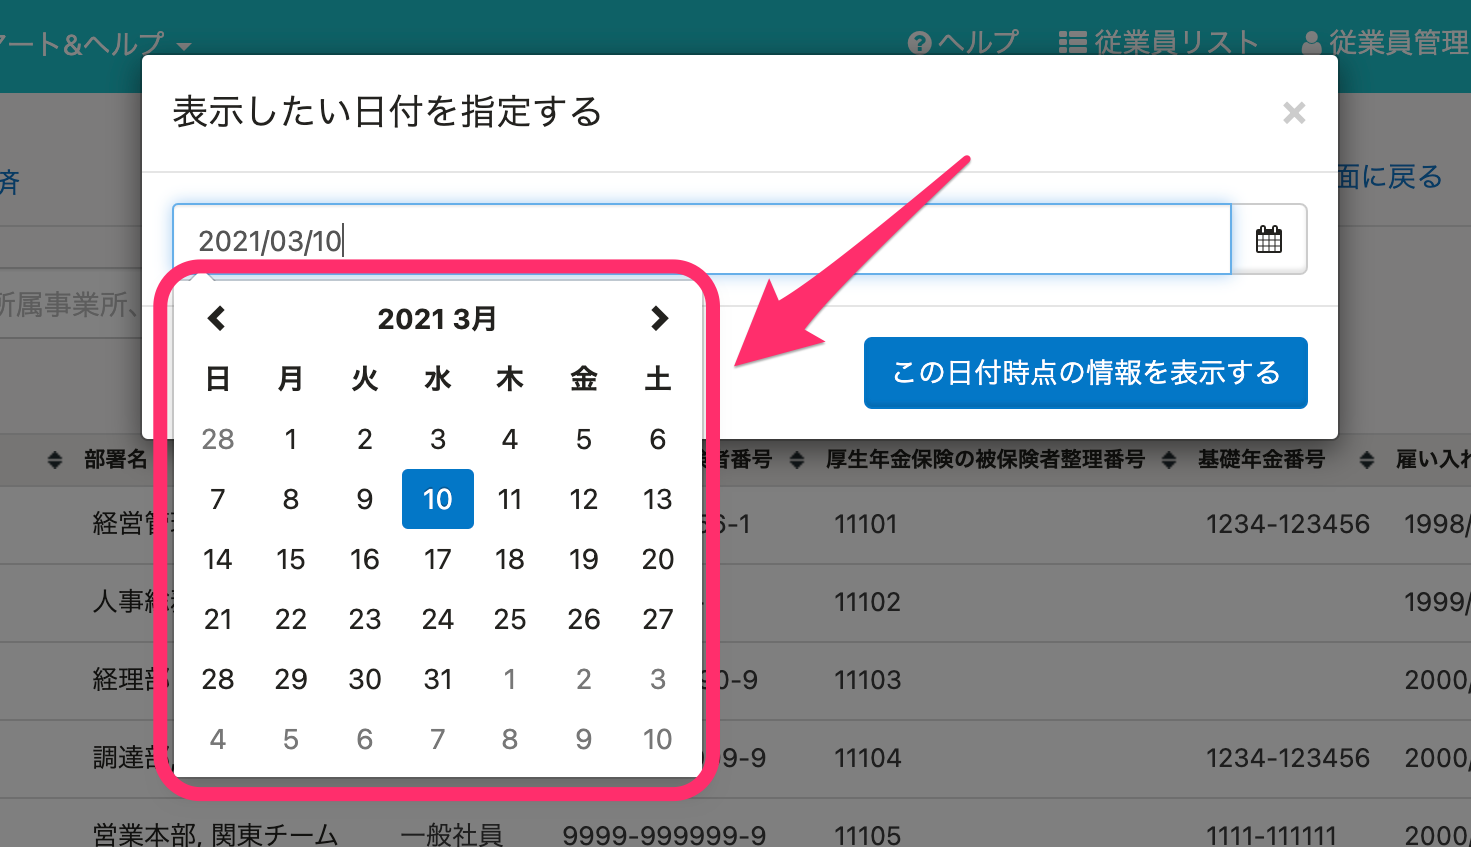 ート&ヘルプ
ヘルプ 従業員リスト 従業員管理
表示したい日付を指定する
×
済
面に戻る
2021/03/10
所属事業所、
2021 3月
日 月 火 水 木 金 土
この日付時点の情報を表示する
28 1 2 3 4 5 6
部署名 者番号 厚生年金保険の被保険者整理番号 基礎年金番号 雇い入れ
7 8 9 10 11 12 13
経営管 6-1 11101 1234-123456 1998/
14 15 16 17 18 19 20
人事総 11102 1999/
21 22 23 24 25 26 27
経理部 0-9 11103 2000/
28 29 30 31 1 2 3
4 5 6 7 8 9 10
調達部, 9-9 11104 1234-123456 2000/
営業本部, 関東チーム 一般社員 9999-999999-9 11105 1111-111111 2000/